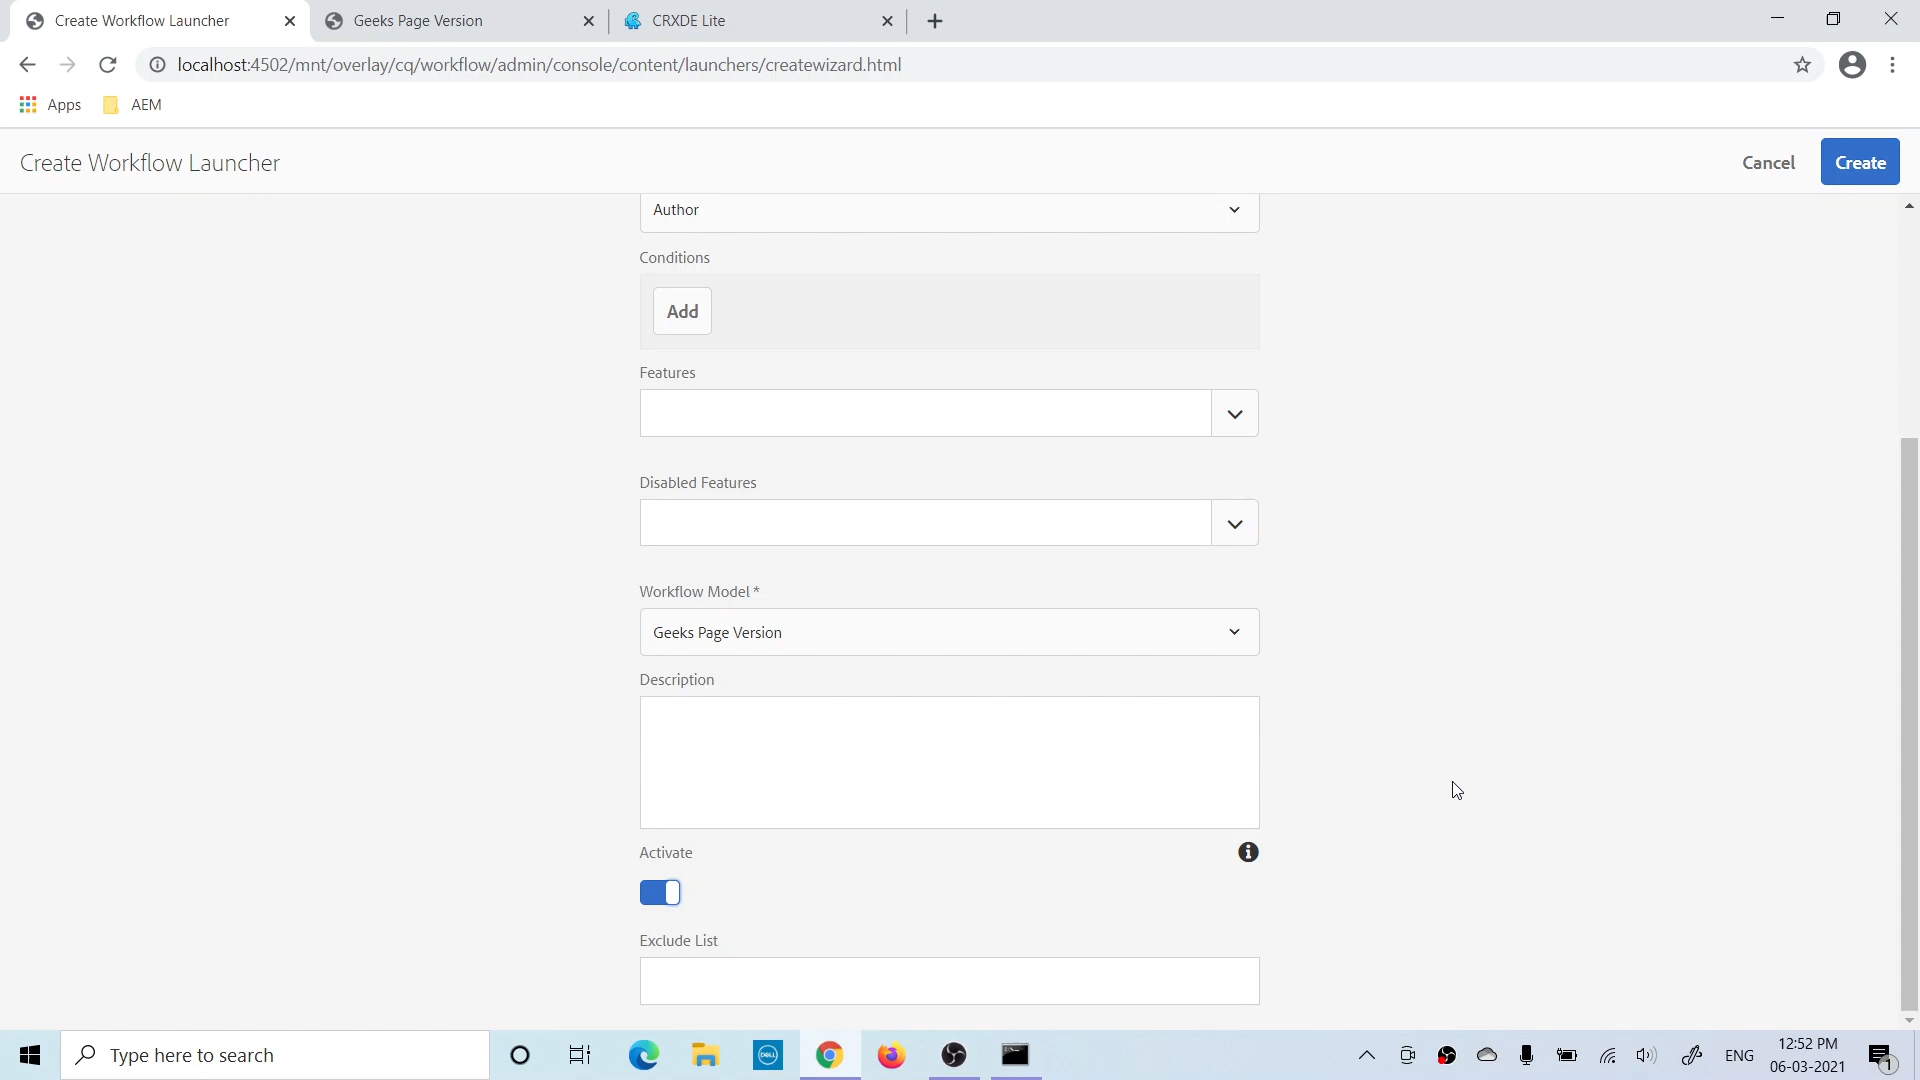 Create Workflow Launcher
Geeks Page Version
CRXDE Lite
localhost:4502/mnt/overlay/cq/workflow/admin/console/content/launchers/createwizard.html
Apps
AEM
Create Workflow Launcher
Cancel
Create
Author
Conditions
Add
Features
Disabled Features
Workflow Model *
Geeks Page Version
Description
Activate
Exclude List
Type here to search
DELL
ENG
12:52 PM
06-03-2021
1